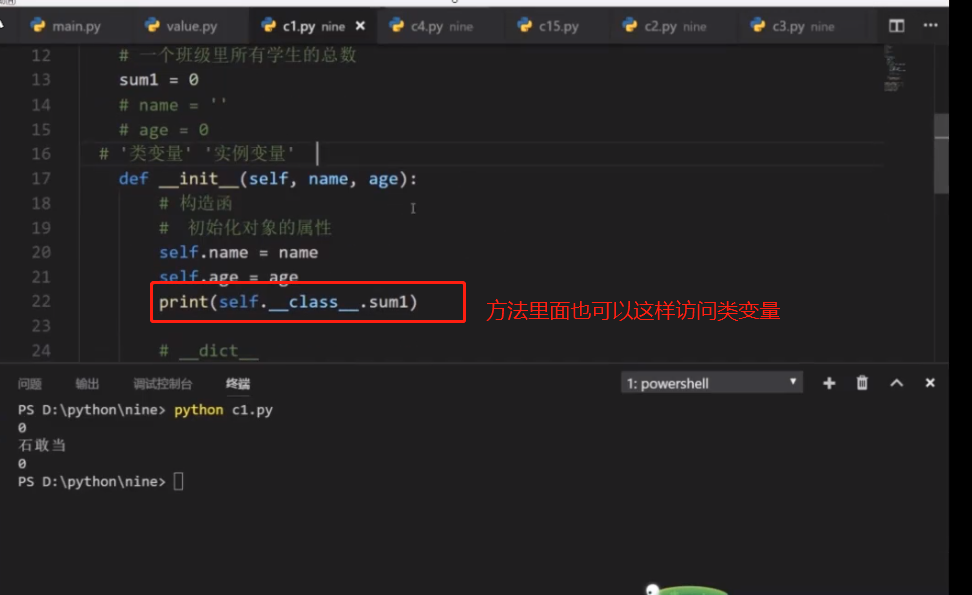 main.py value.py c1.py nine × c4.py nine c15.py c2.py nine c3.py nine ···
12 # 一个班级里所有学生的总数
13 sum1 = 0
14 # name = ''
15 # age = 0
16 # '类变量' '实例变量'
17 def __init__(self, name, age):
18 # 构造函
19 # 初始化对象的属性
20 self.name = name
21 self.age = age
22 print(self.__class__.sum1)
方法里面也可以这样访问类变量
23
24 # __dict__
问题 输出 调试控制台 终端 1: powershell
PS D:\python\nine> python c1.py
0
石敢当
0
PS D:\python\nine>